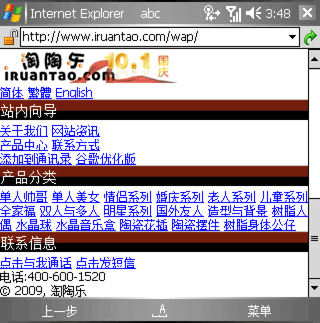 Internet Explorer abc 3:48
http://www.iruantao.com/wap/
淘陶乐 10.1 国庆
iRuantao.com
简体 繁體 English
站内向导
关于我们 网站资讯
产品中心 联系方式
添加到通讯录 谷歌优化版
产品分类
单人帅哥 单人美女 情侣系列 婚庆系列 老人系列 儿童系列
全家福 双人与多人 明星系列 国外友人 造型与背景 树脂人
偶 水晶球 水晶音乐盒 陶瓷花插 陶瓷摆件 树脂身体公仔
联系信息
点击与我通话 点击发短信
电话:400-600-1520
© 2009, 淘陶乐
上一步 菜单